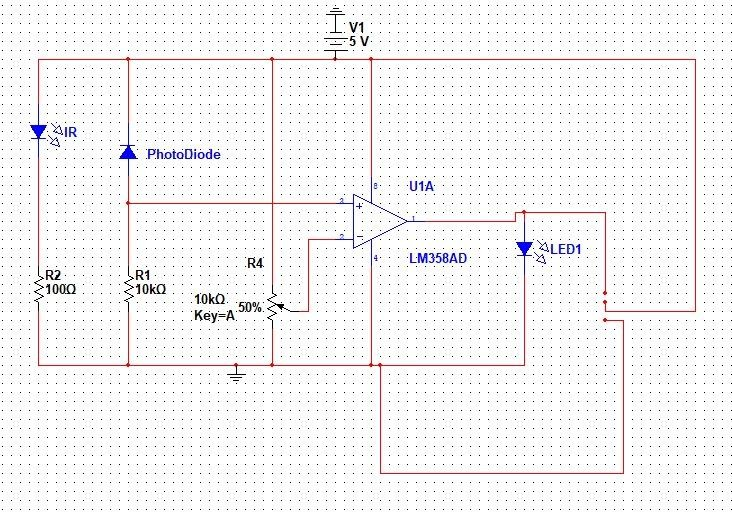 V1
5 V
IR
PhotoDiode
U1A
8
3
1
2
4
LM358AD
LED1
R4
R2
100Ω
R1
10kΩ
10kΩ
50%
Key=A